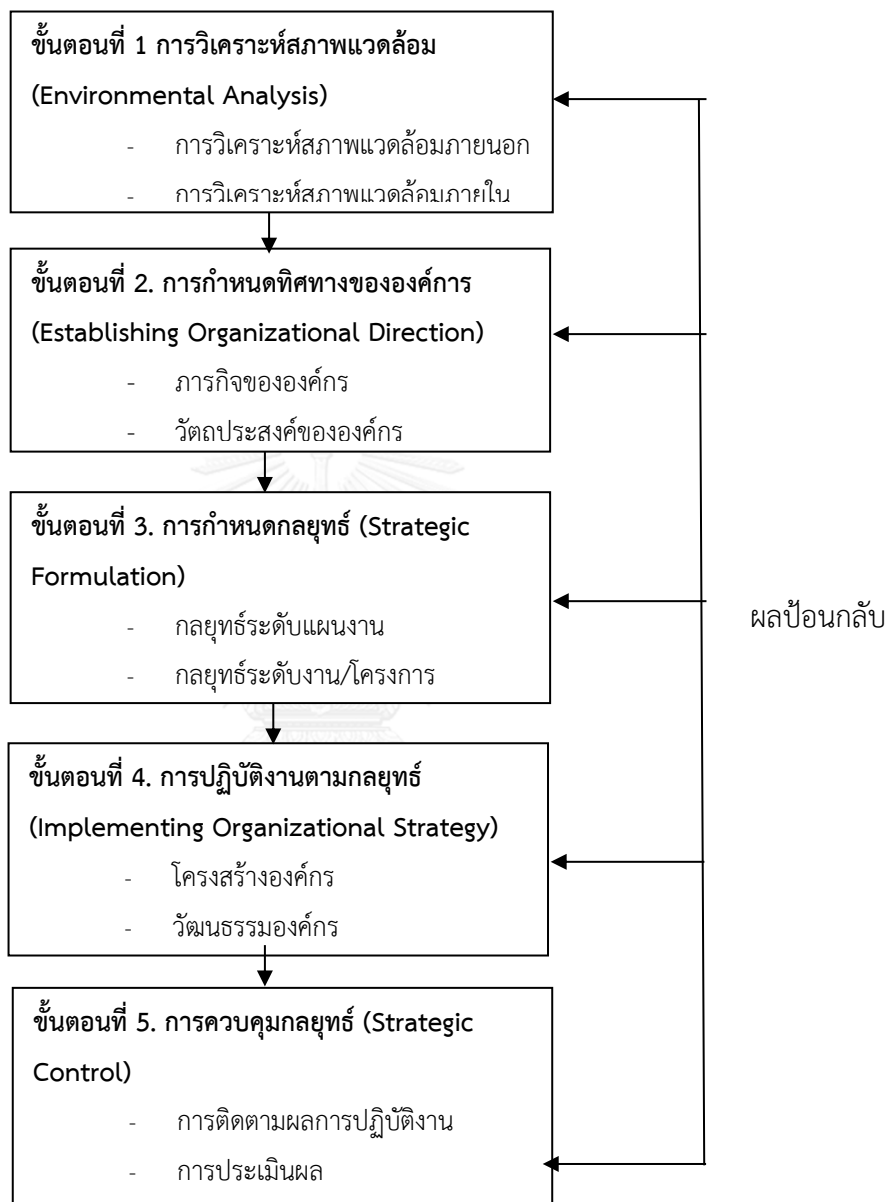 ขั้นตอนที่ 1 การวิเคราะห์สภาพแวดล้อม
(Environmental Analysis)
- การวิเคราะห์สภาพแวดล้อมภายนอก
- การวิเคราะห์สภาพแวดล้อมภายใน
ขั้นตอนที่ 2. การกำหนดทิศทางขององค์การ
(Establishing Organizational Direction)
- ภารกิจขององค์กร
- วัตถุประสงค์ขององค์กร
ขั้นตอนที่ 3. การกำหนดกลยุทธ์ (Strategic
Formulation)
- กลยุทธ์ระดับแผนงาน
- กลยุทธ์ระดับงาน/โครงการ
ผลป้อนกลับ
ขั้นตอนที่ 4. การปฏิบัติงานตามกลยุทธ์
(Implementing Organizational Strategy)
- โครงสร้างองค์กร
- วัฒนธรรมองค์กร
ขั้นตอนที่ 5. การควบคุมกลยุทธ์ (Strategic
Control)
- การติดตามผลการปฏิบัติงาน
- การประเมินผล